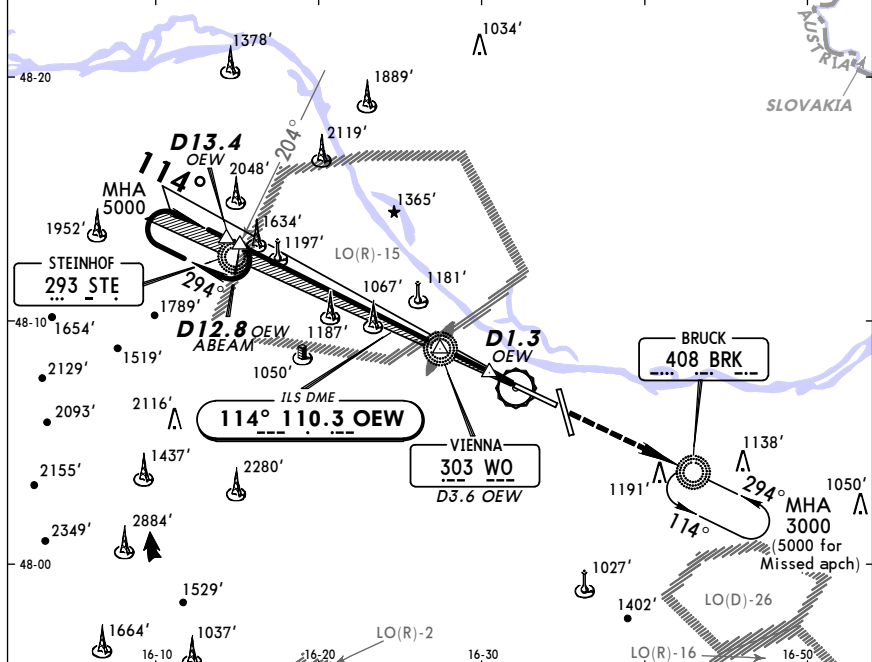 1378'
1034'
AUSTRIA
SLOVAKIA
48-20
1889'
D13.4
OEW
204°
2119'
114°
2048'
MHA
5000
1365'
1952'
1634'
1197'
LO(R)-15
STEINHOF
293 STE
294°
1067'
1181'
1789'
48-10
1654'
D12.8 OEW
ABEAM
1187'
D1.3
OEW
BRUCK
408 BRK
1519'
1050'
2129'
ILS DME
114° 110.3 OEW
2093'
2116'
VIENNA
303 WO
D3.6 OEW
1138'
1437'
2155'
2280'
1191'
294°
1050'
114°
MHA
3000
(5000 for
Missed apch)
2884'
2349'
48-00
1027'
1529'
1402'
LO(D)-26
1664'
1037'
LO(R)-2
LO(R)-16
16-10
16-20
16-30
16-50